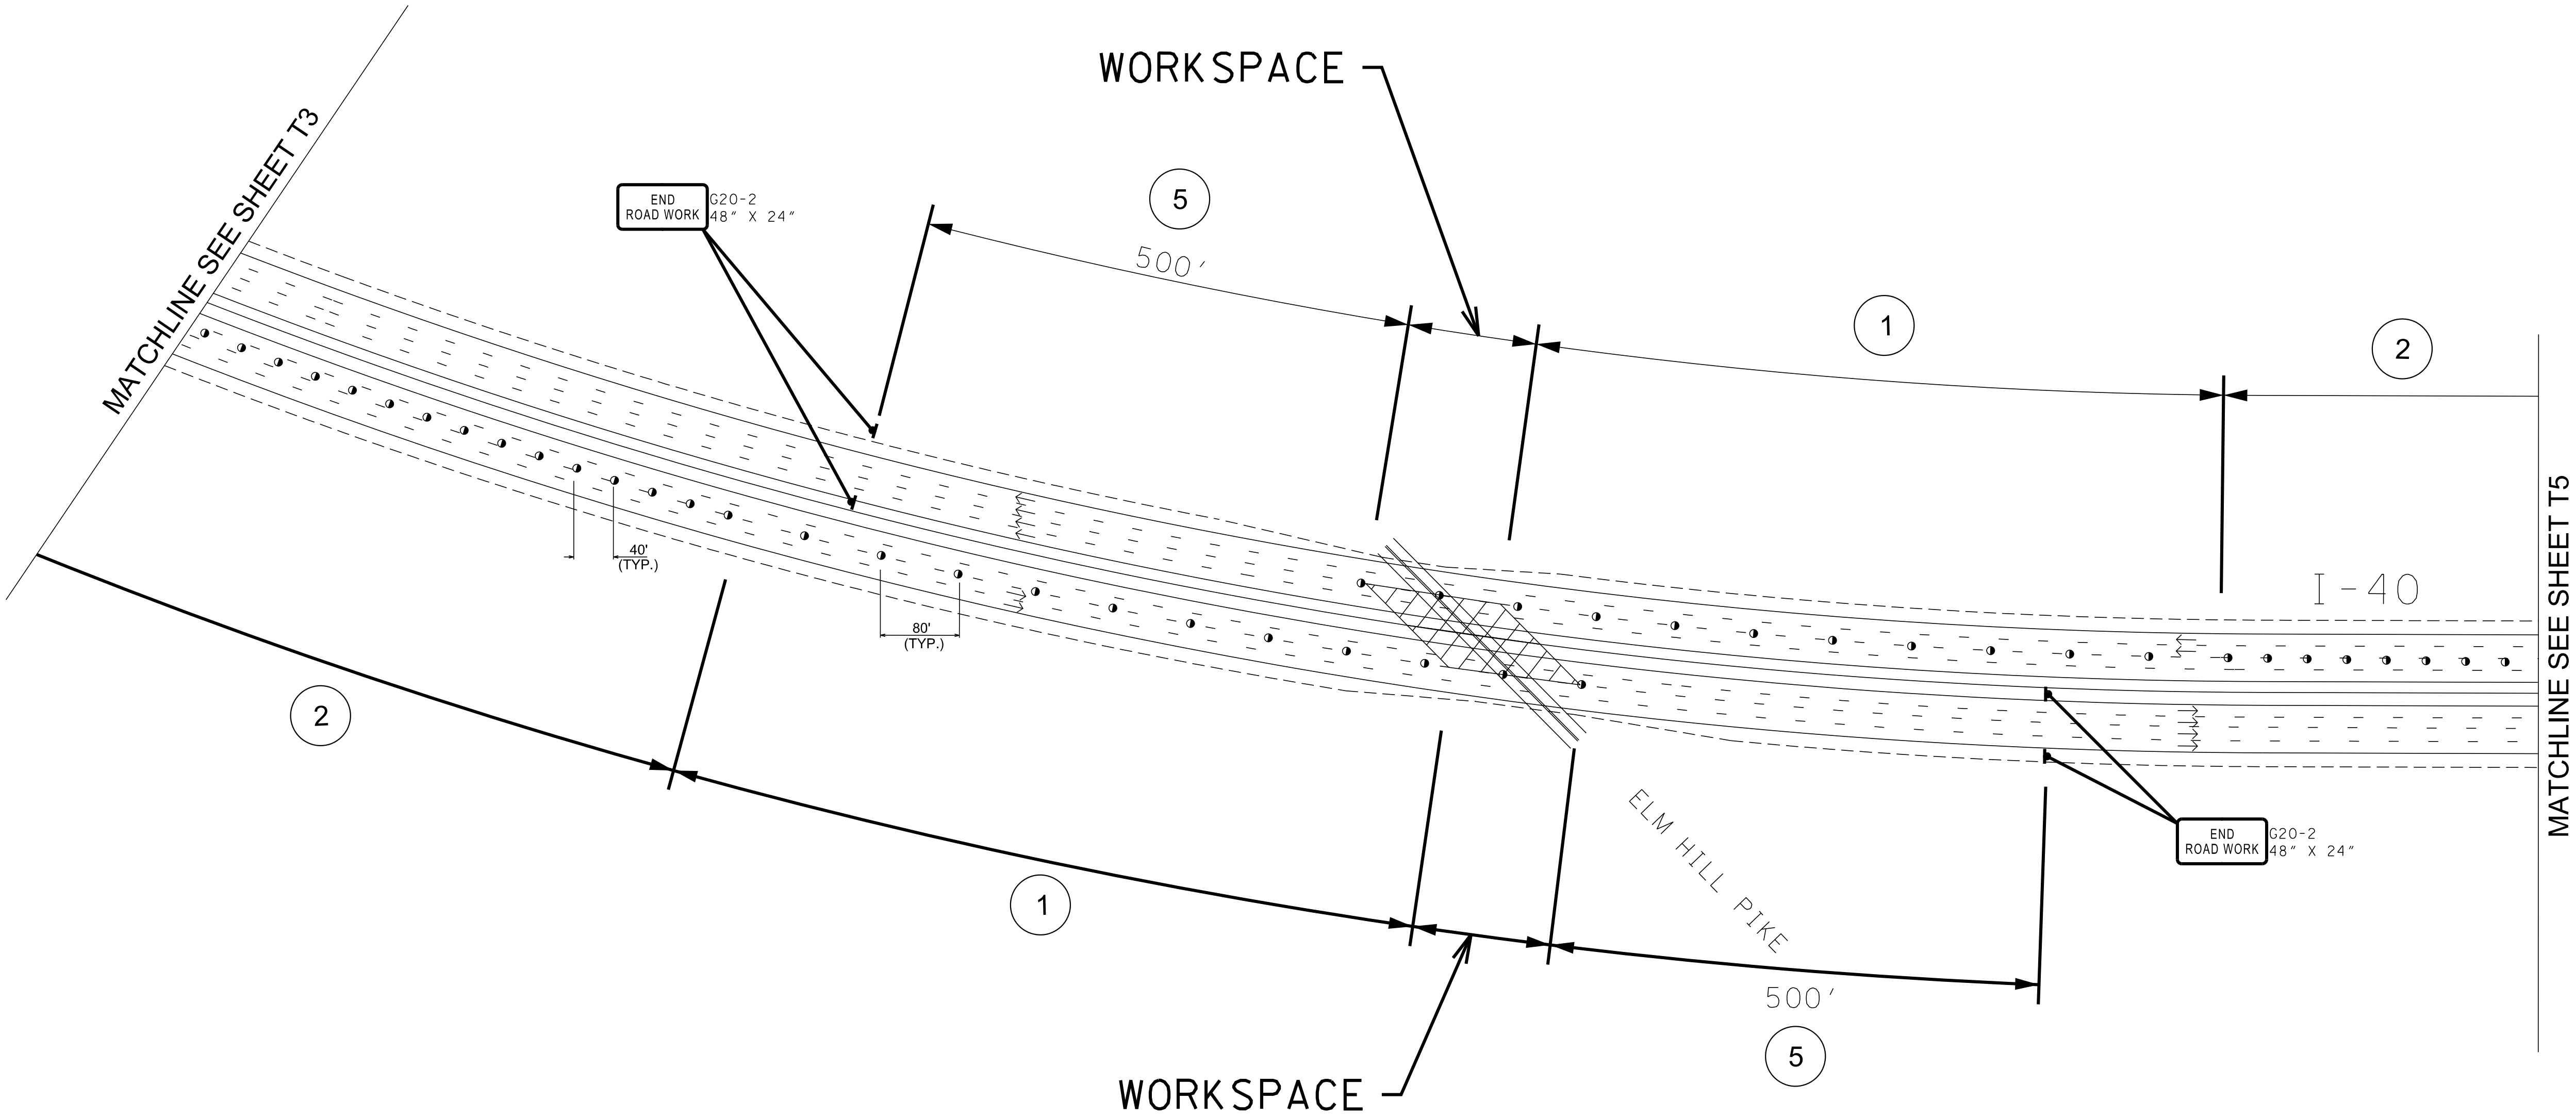 WORKSPACE
MATCHLINE SEE SHEET T3
END
ROAD WORK
G20-2
48" X 24"
5
500'
1
2
I-40
MATCHLINE SEE SHEET T5
40'
(TYP.)
80'
(TYP.)
2
1
ELM HILL PIKE
END
ROAD WORK
G20-2
48" X 24"
500'
5
WORKSPACE